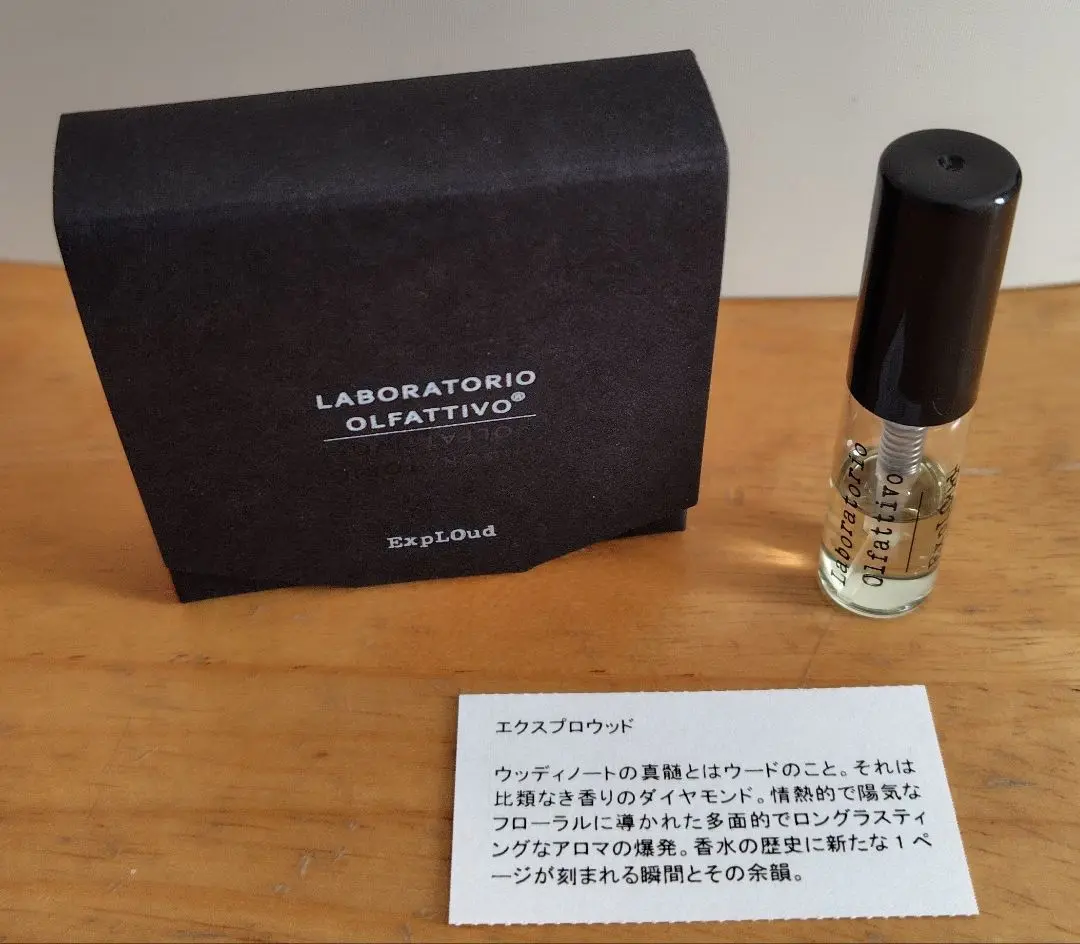 LABORATORIO
OLFATTIVO®
ExpLOud
Laboratorio
Olfattivo
エクスプロウッド
ウッディノートの真髄とはウードのこと。それは
比類なき香りのダイヤモンド。情熱的で陽気な
フローラルに導かれた多面的でロングラスティ
ングなアロマの爆発。香水の歴史に新たな1ペ
ージが刻まれる瞬間とその余韻。